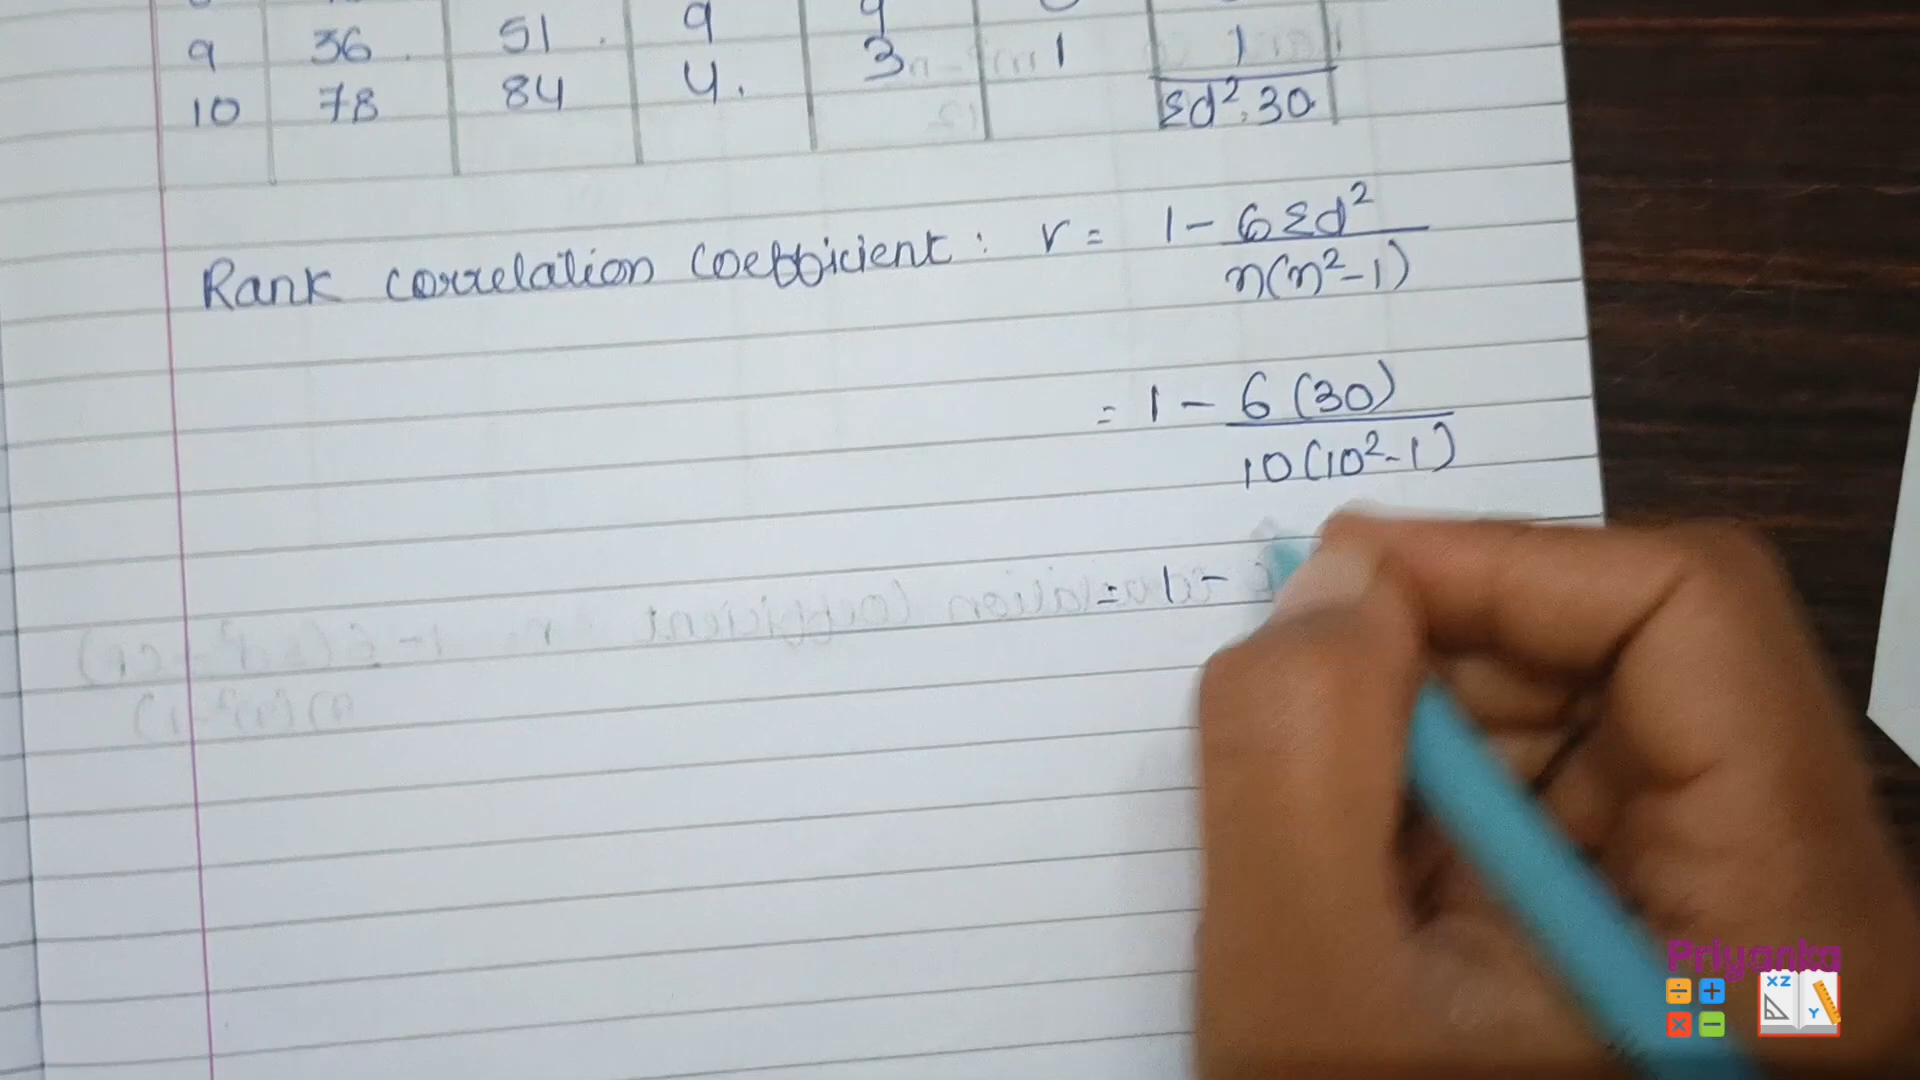 9 36 51 9 9
10 78 84 4 3 1 1
Σd² 30
Rank correlation coefficient : r = 1 - 6Σd² / n(n²-1)
= 1 - 6(30) / 10(10²-1)
= 1 -
Priyanka
XZ
Y